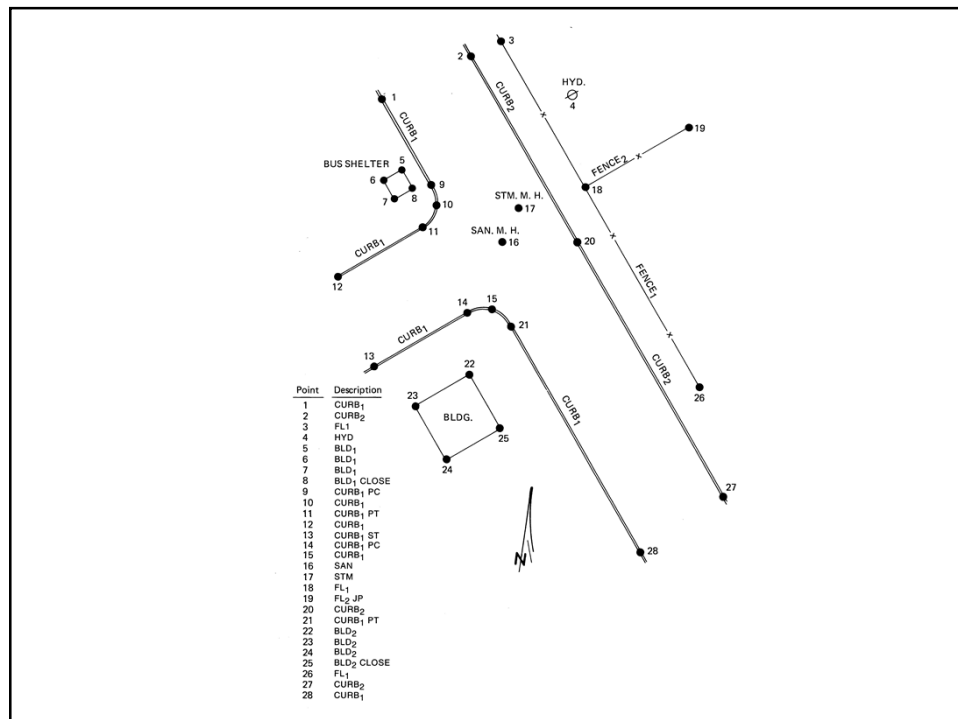 3
2
HYD.
4
1
CURB₂
CURB₁
x
19
BUS SHELTER
5
FENCE₂
x
6
9
8
18
7
10
STM. M. H.
17
11
SAN. M. H.
16
20
x
CURB₁
12
FENCE₁
14
15
21
x
CURB₁
13
CURB₂
22
26
23
BLDG.
CURB₁
25
24
27
N
28
Point Description
1 CURB₁
2 CURB₂
3 FL1
4 HYD
5 BLD₁
6 BLD₁
7 BLD₁
8 BLD₁ CLOSE
9 CURB₁ PC
10 CURB₁
11 CURB₁ PT
12 CURB₁
13 CURB₁ ST
14 CURB₁ PC
15 CURB₁
16 SAN
17 STM
18 FL₁
19 FL₂ JP
20 CURB₂
21 CURB₁ PT
22 BLD₂
23 BLD₂
24 BLD₂
25 BLD₂ CLOSE
26 FL₁
27 CURB₂
28 CURB₁